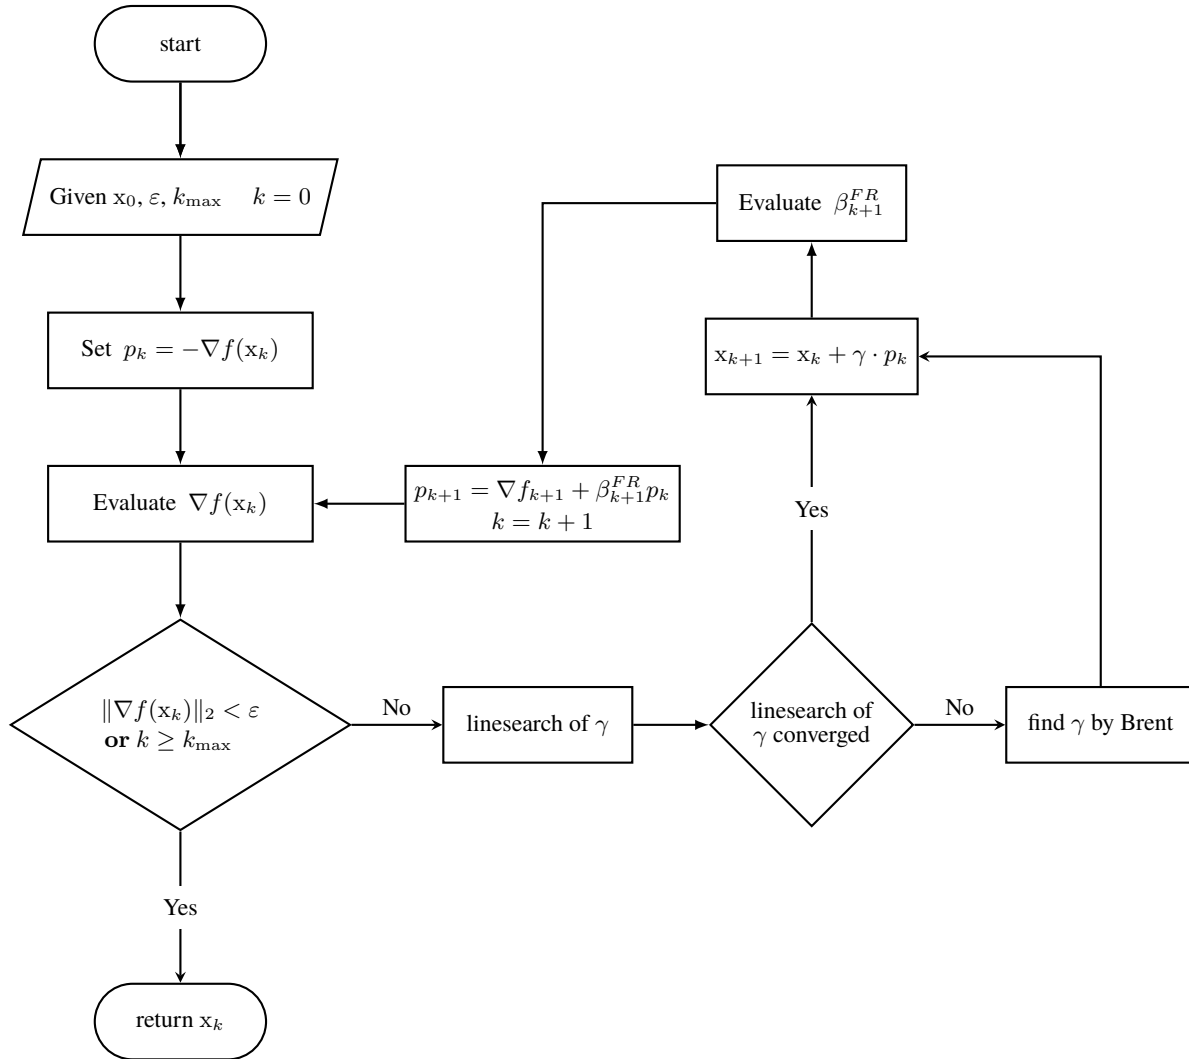 start
Given x₀, ε, k_max k = 0
Set p_k = −∇f(x_k)
Evaluate ∇f(x_k)
‖∇f(x_k)‖₂ < ε
or k ≥ k_max
Yes
return x_k
No
linesearch of γ
linesearch of
γ converged
No
find γ by Brent
Yes
x_{k+1} = x_k + γ · p_k
Evaluate β_{k+1}^{FR}
p_{k+1} = ∇f_{k+1} + β_{k+1}^{FR} p_k
k = k + 1